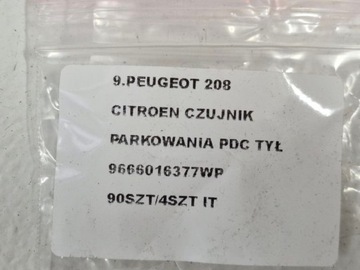 9.PEUGEOT 208
CITROEN CZUJNIK
PARKOWANIA PDC TYŁ
9666016377WP
90SZT/4SZT IT